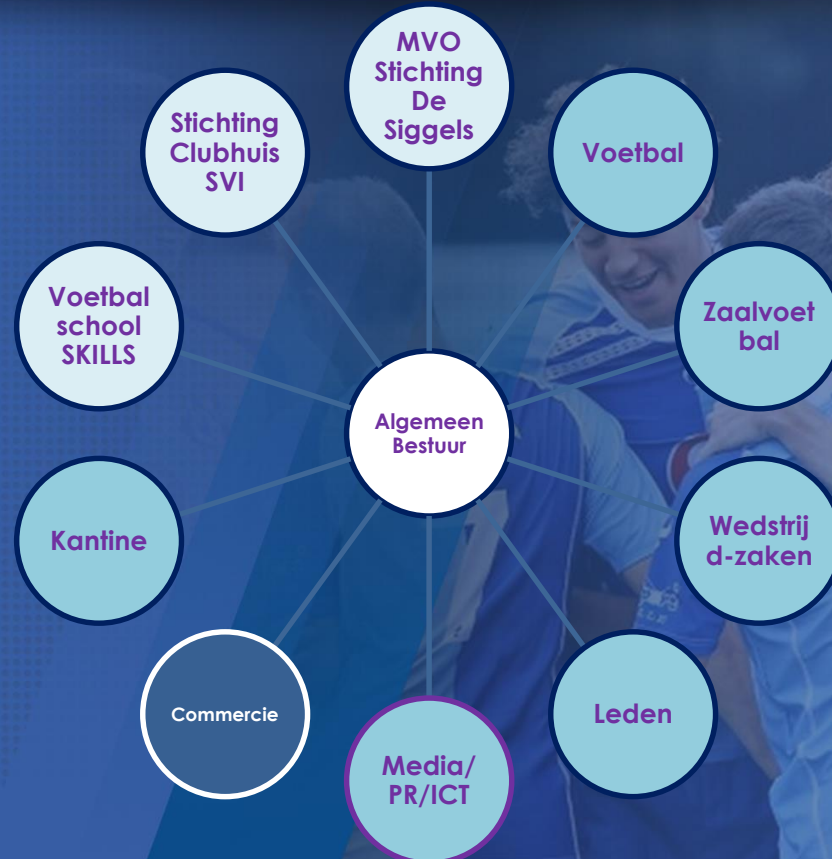 MVO
Stichting
De
Siggels
Stichting
Clubhuis
SVI
Voetbal
Voetbal
school
SKILLS
Zaalvoet
bal
Algemeen
Bestuur
Kantine
Wedstrij
d-zaken
Commercie
Leden
Media/
PR/ICT